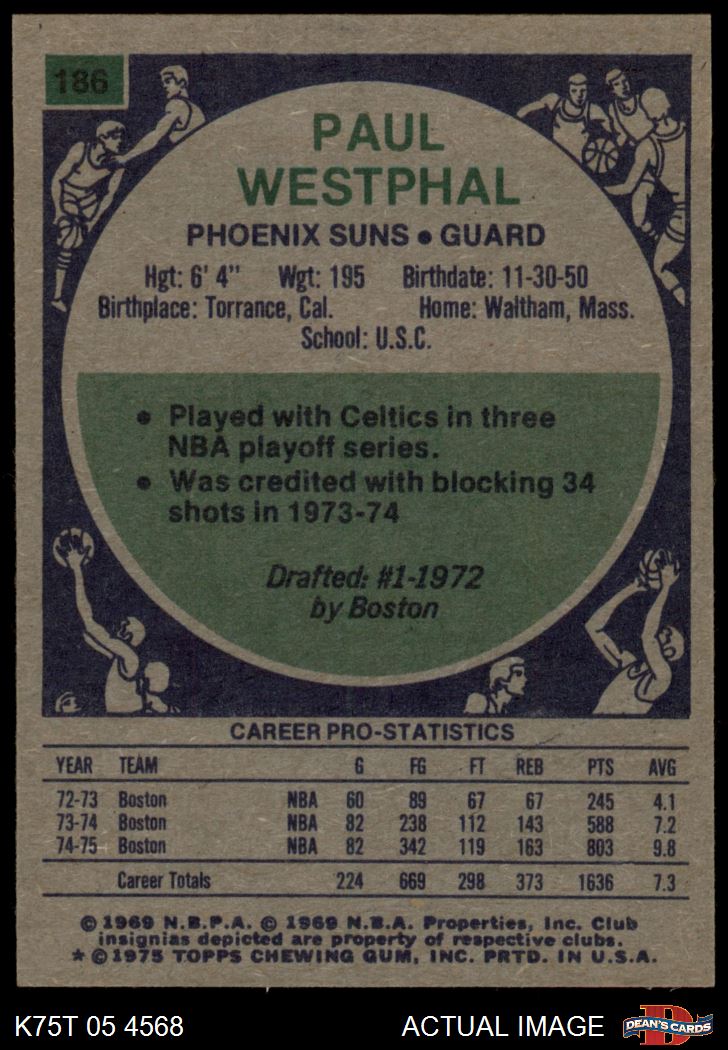 186
PAUL
WESTPHAL
PHOENIX SUNS • GUARD
Hgt: 6' 4" Wgt: 195 Birthdate: 11-30-50
Birthplace: Torrance, Cal. Home: Waltham, Mass.
School: U.S.C.
• Played with Celtics in three
NBA playoff series.
• Was credited with blocking 34
shots in 1973-74
Drafted: #1-1972
by Boston
CAREER PRO-STATISTICS
YEAR TEAM G FG FT REB PTS AVG
72-73 Boston NBA 60 89 67 67 245 4.1
73-74 Boston NBA 82 238 112 143 588 7.2
74-75 Boston NBA 82 342 119 163 803 9.8
Career Totals 224 669 298 373 1636 7.3
© 1969 N.B.P.A. © 1969 N.B.A. Properties, Inc. Club
insignias depicted are property of respective clubs.
* © 1975 TOPPS CHEWING GUM, INC. PRTD. IN U.S.A.
K75T 05 4568 ACTUAL IMAGE
D
DEAN'S CARDS